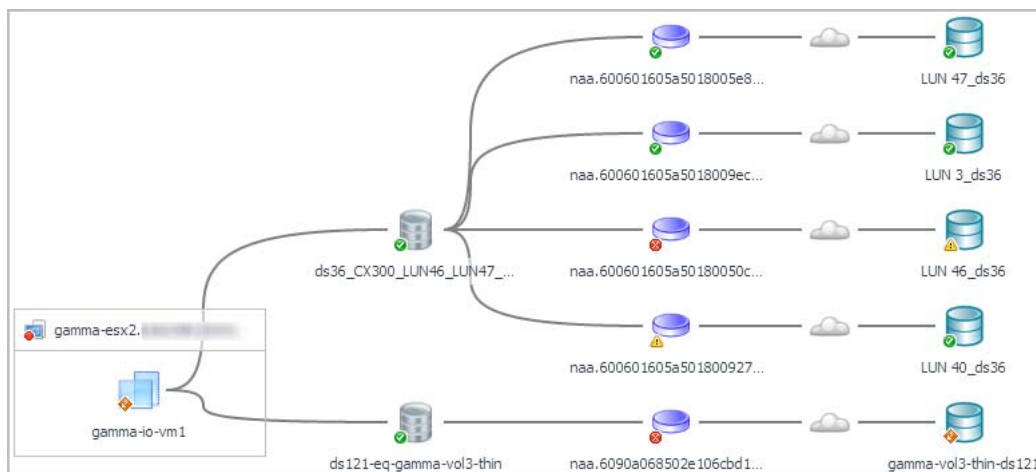 naa.600601605a5018005e8...
LUN 47_ds36
naa.600601605a5018009ec...
LUN 3_ds36
ds36_CX300_LUN46_LUN47_...
naa.600601605a50180050c...
LUN 46_ds36
gamma-esx2.
naa.600601605a501800927...
LUN 40_ds36
gamma-io-vm1
ds121-eq-gamma-vol3-thin
naa.6090a068502e106cbd1...
gamma-vol3-thin-ds121